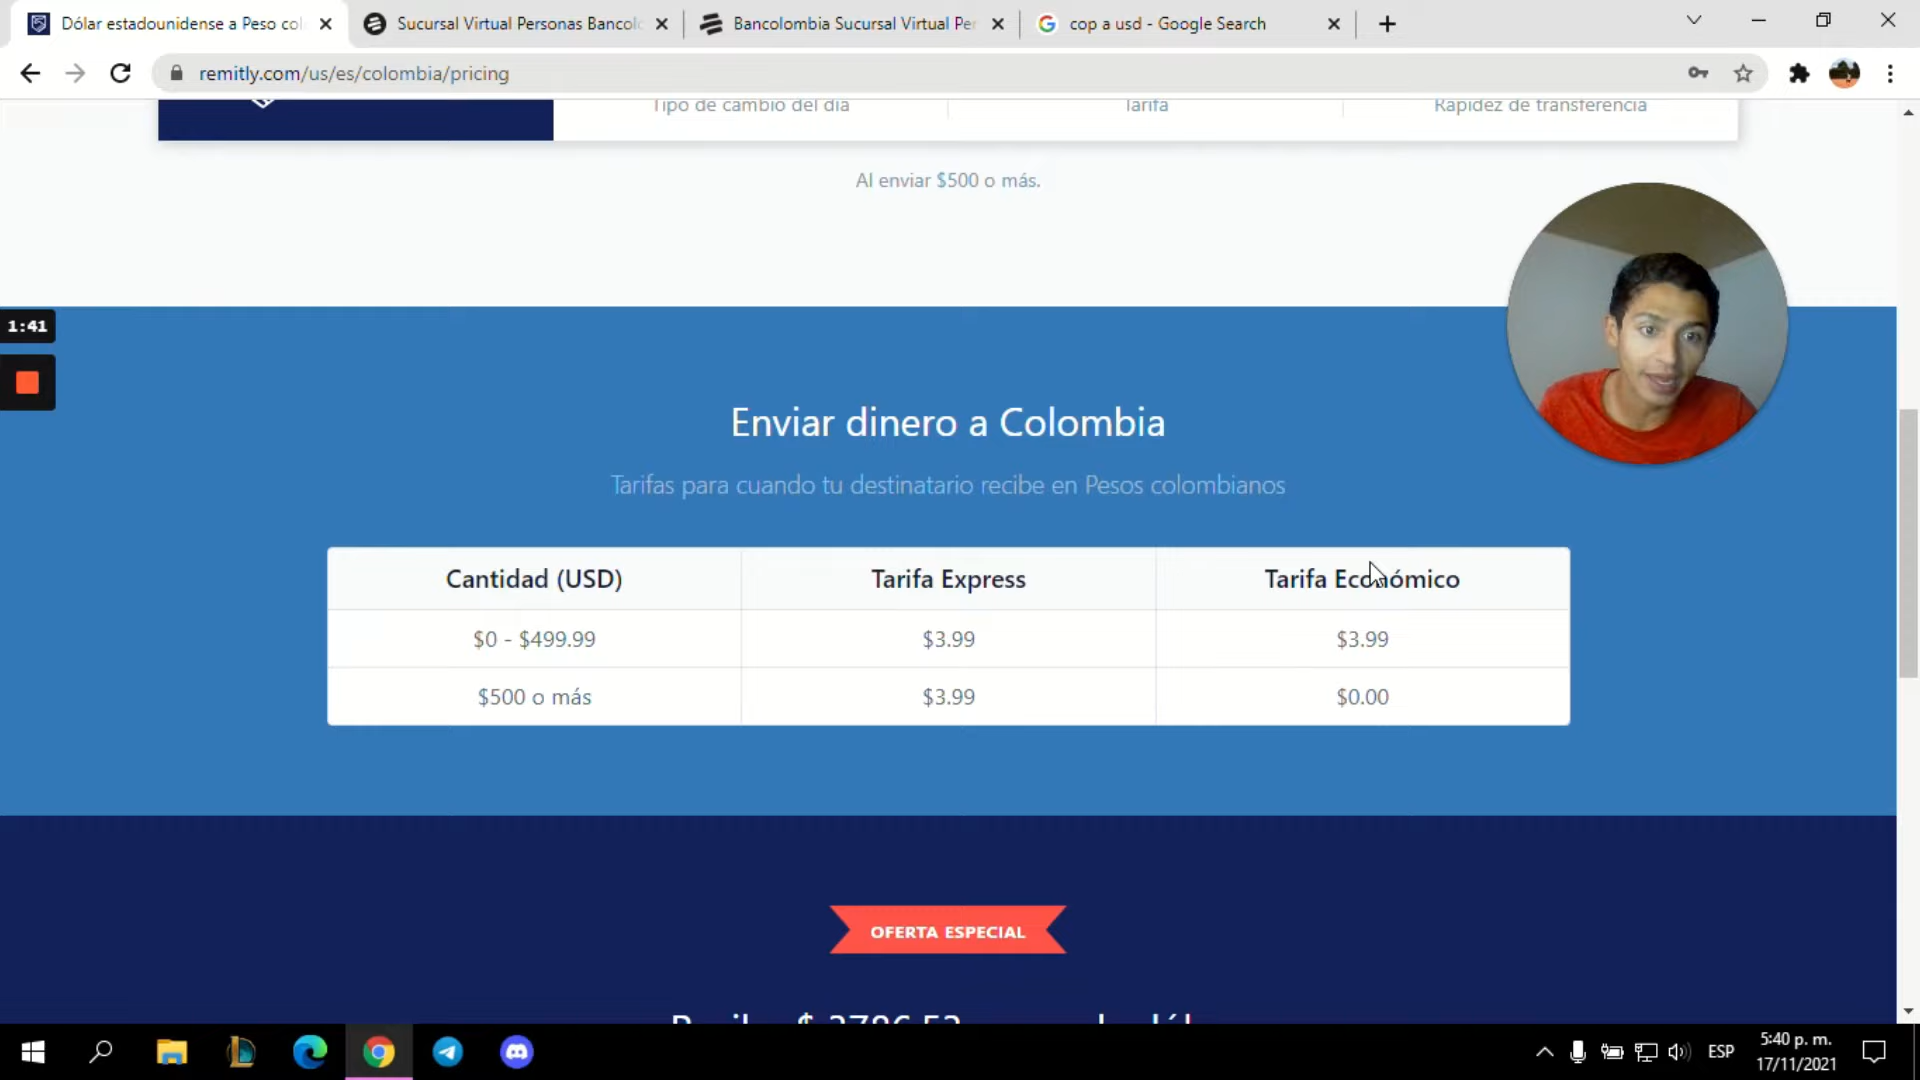 Dólar estadounidense a Peso col
Sucursal Virtual Personas Bancolo
Bancolombia Sucursal Virtual Per
cop a usd - Google Search
remitly.com/us/es/colombia/pricing
Tipo de cambio del día
Tarifa
Rapidez de transferencia
Al enviar $500 o más.
1:41
Enviar dinero a Colombia
Tarifas para cuando tu destinatario recibe en Pesos colombianos
Cantidad (USD) Tarifa Express Tarifa Económico
$0 - $499.99 $3.99 $3.99
$500 o más $3.99 $0.00
OFERTA ESPECIAL
ESP
5:40 p. m.
17/11/2021